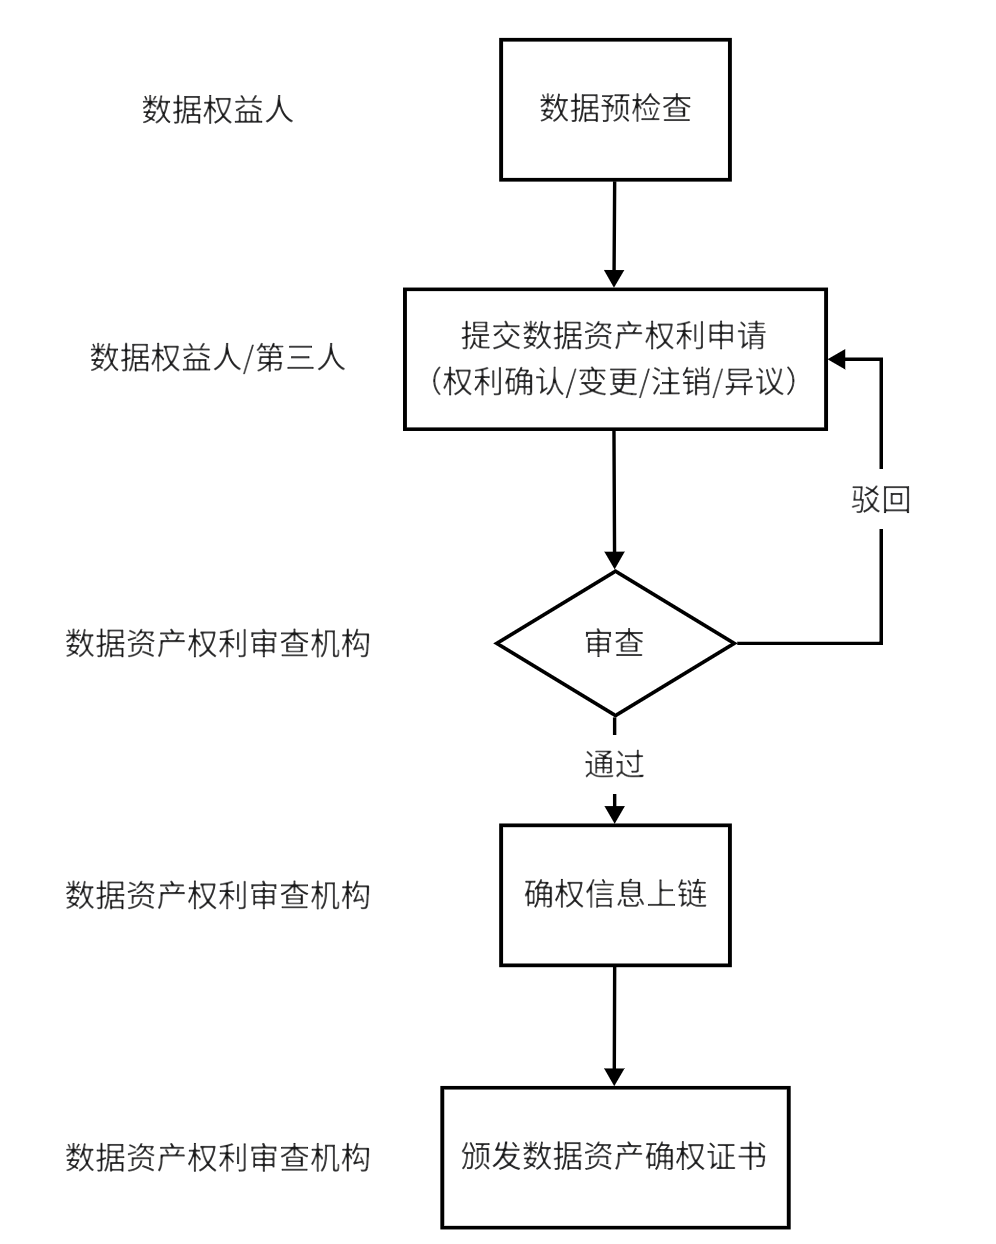 数据权益人
数据预检查
数据权益人/第三人
提交数据资产权利申请
（权利确认/变更/注销/异议）
驳回
数据资产权利审查机构
审查
通过
数据资产权利审查机构
确权信息上链
数据资产权利审查机构
颁发数据资产确权证书